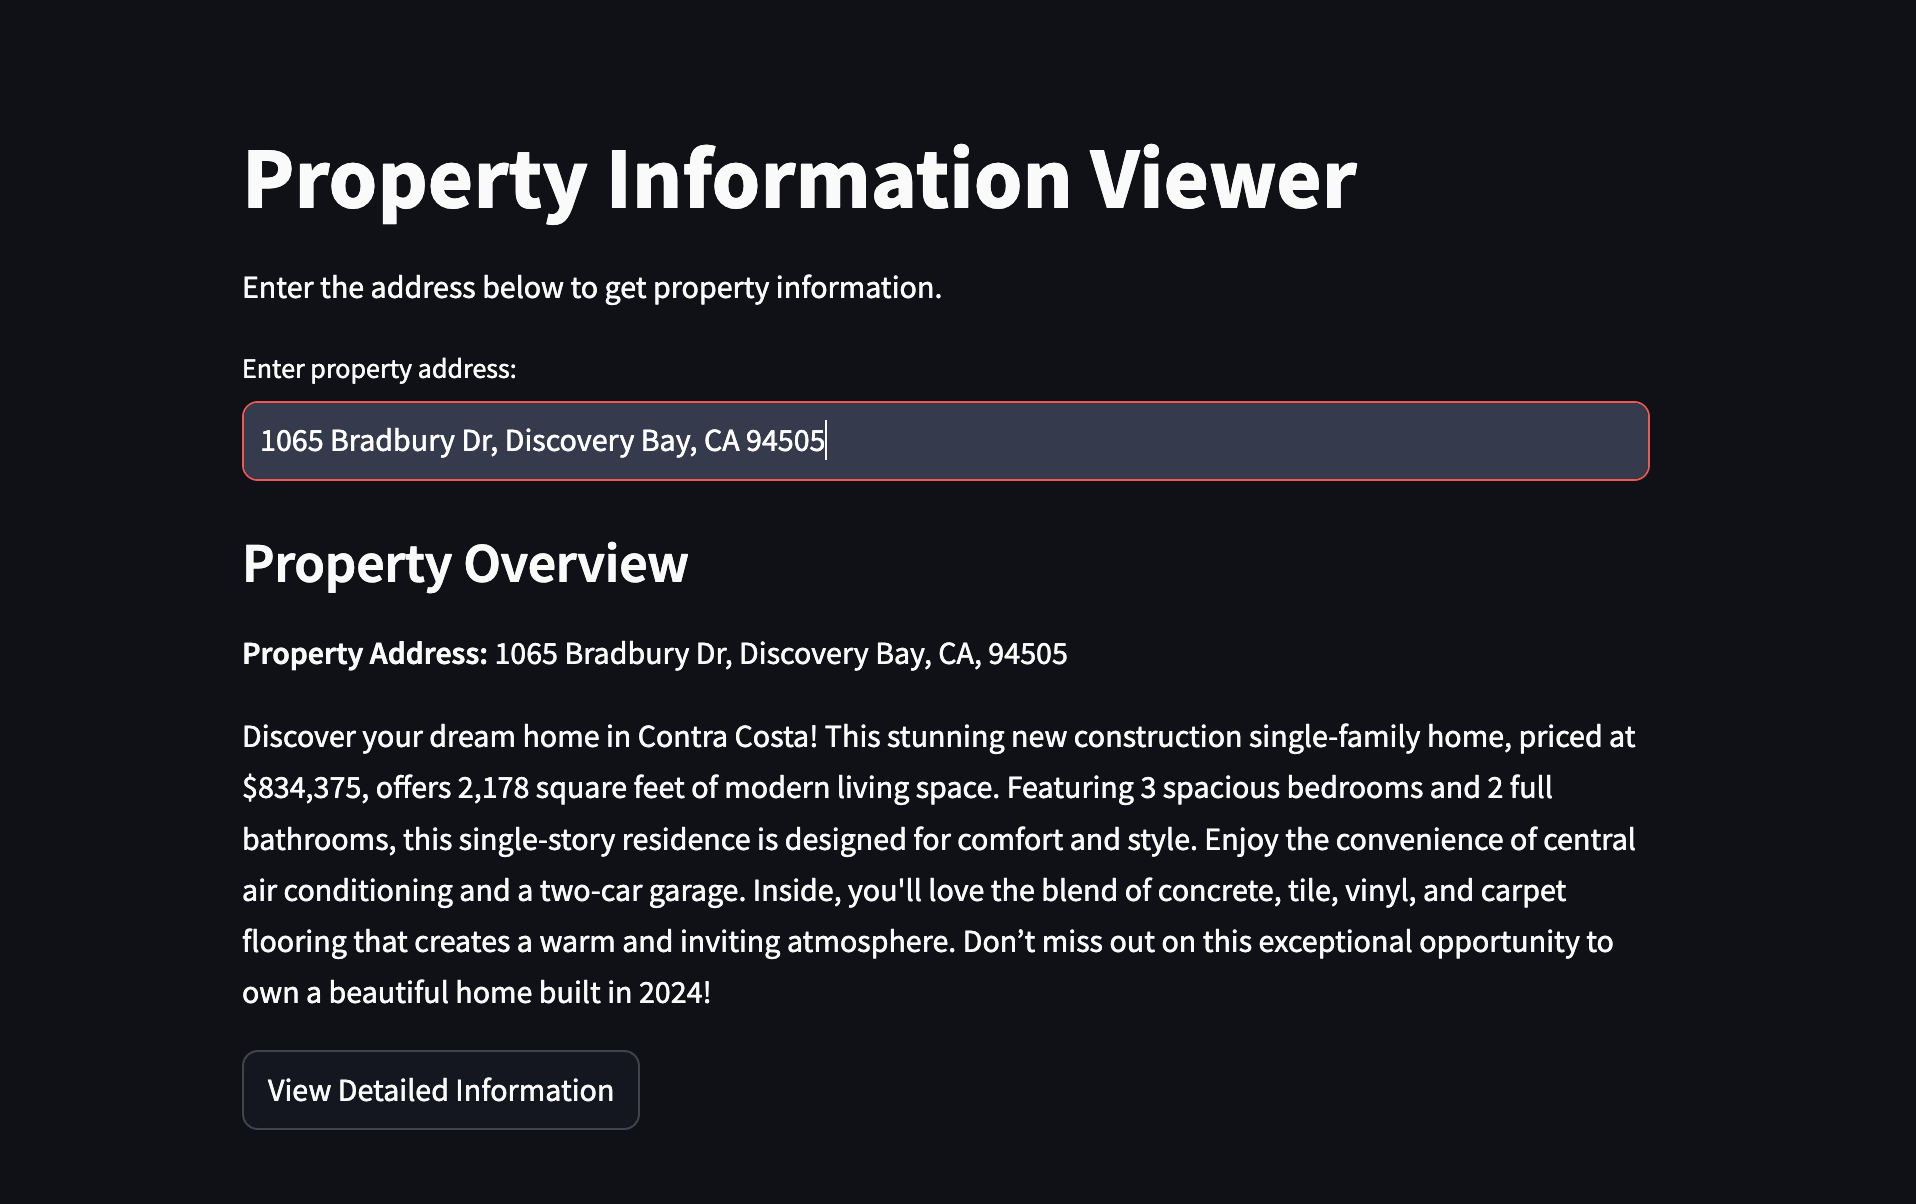 Property Information Viewer
Enter the address below to get property information.
Enter property address:
1065 Bradbury Dr, Discovery Bay, CA 94505
Property Overview
Property Address: 1065 Bradbury Dr, Discovery Bay, CA, 94505
Discover your dream home in Contra Costa! This stunning new construction single-family home, priced at
$834,375, offers 2,178 square feet of modern living space. Featuring 3 spacious bedrooms and 2 full
bathrooms, this single-story residence is designed for comfort and style. Enjoy the convenience of central
air conditioning and a two-car garage. Inside, you'll love the blend of concrete, tile, vinyl, and carpet
flooring that creates a warm and inviting atmosphere. Don’t miss out on this exceptional opportunity to
own a beautiful home built in 2024!
View Detailed Information